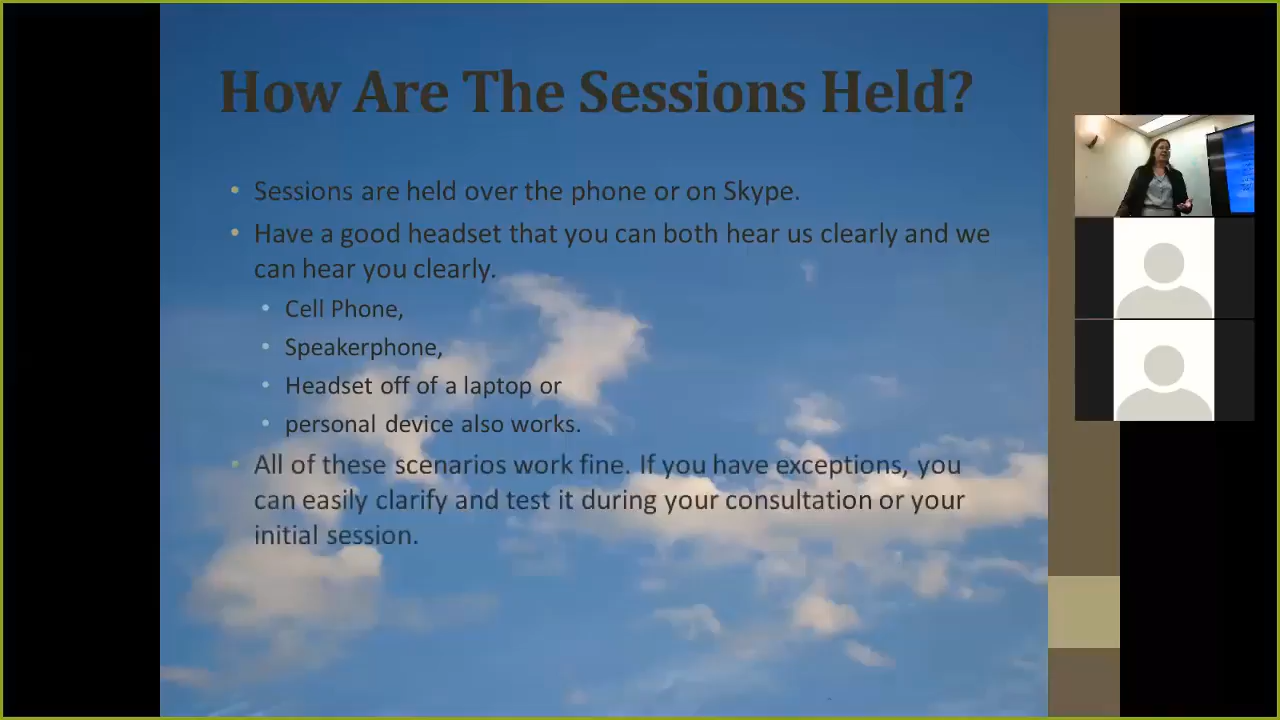 How Are The Sessions Held?
Sessions are held over the phone or on Skype.
Have a good headset that you can both hear us clearly and we
can hear you clearly.
Cell Phone,
Speakerphone,
Headset off of a laptop or
personal device also works.
All of these scenarios work fine. If you have exceptions, you
can easily clarify and test it during your consultation or your
initial session.